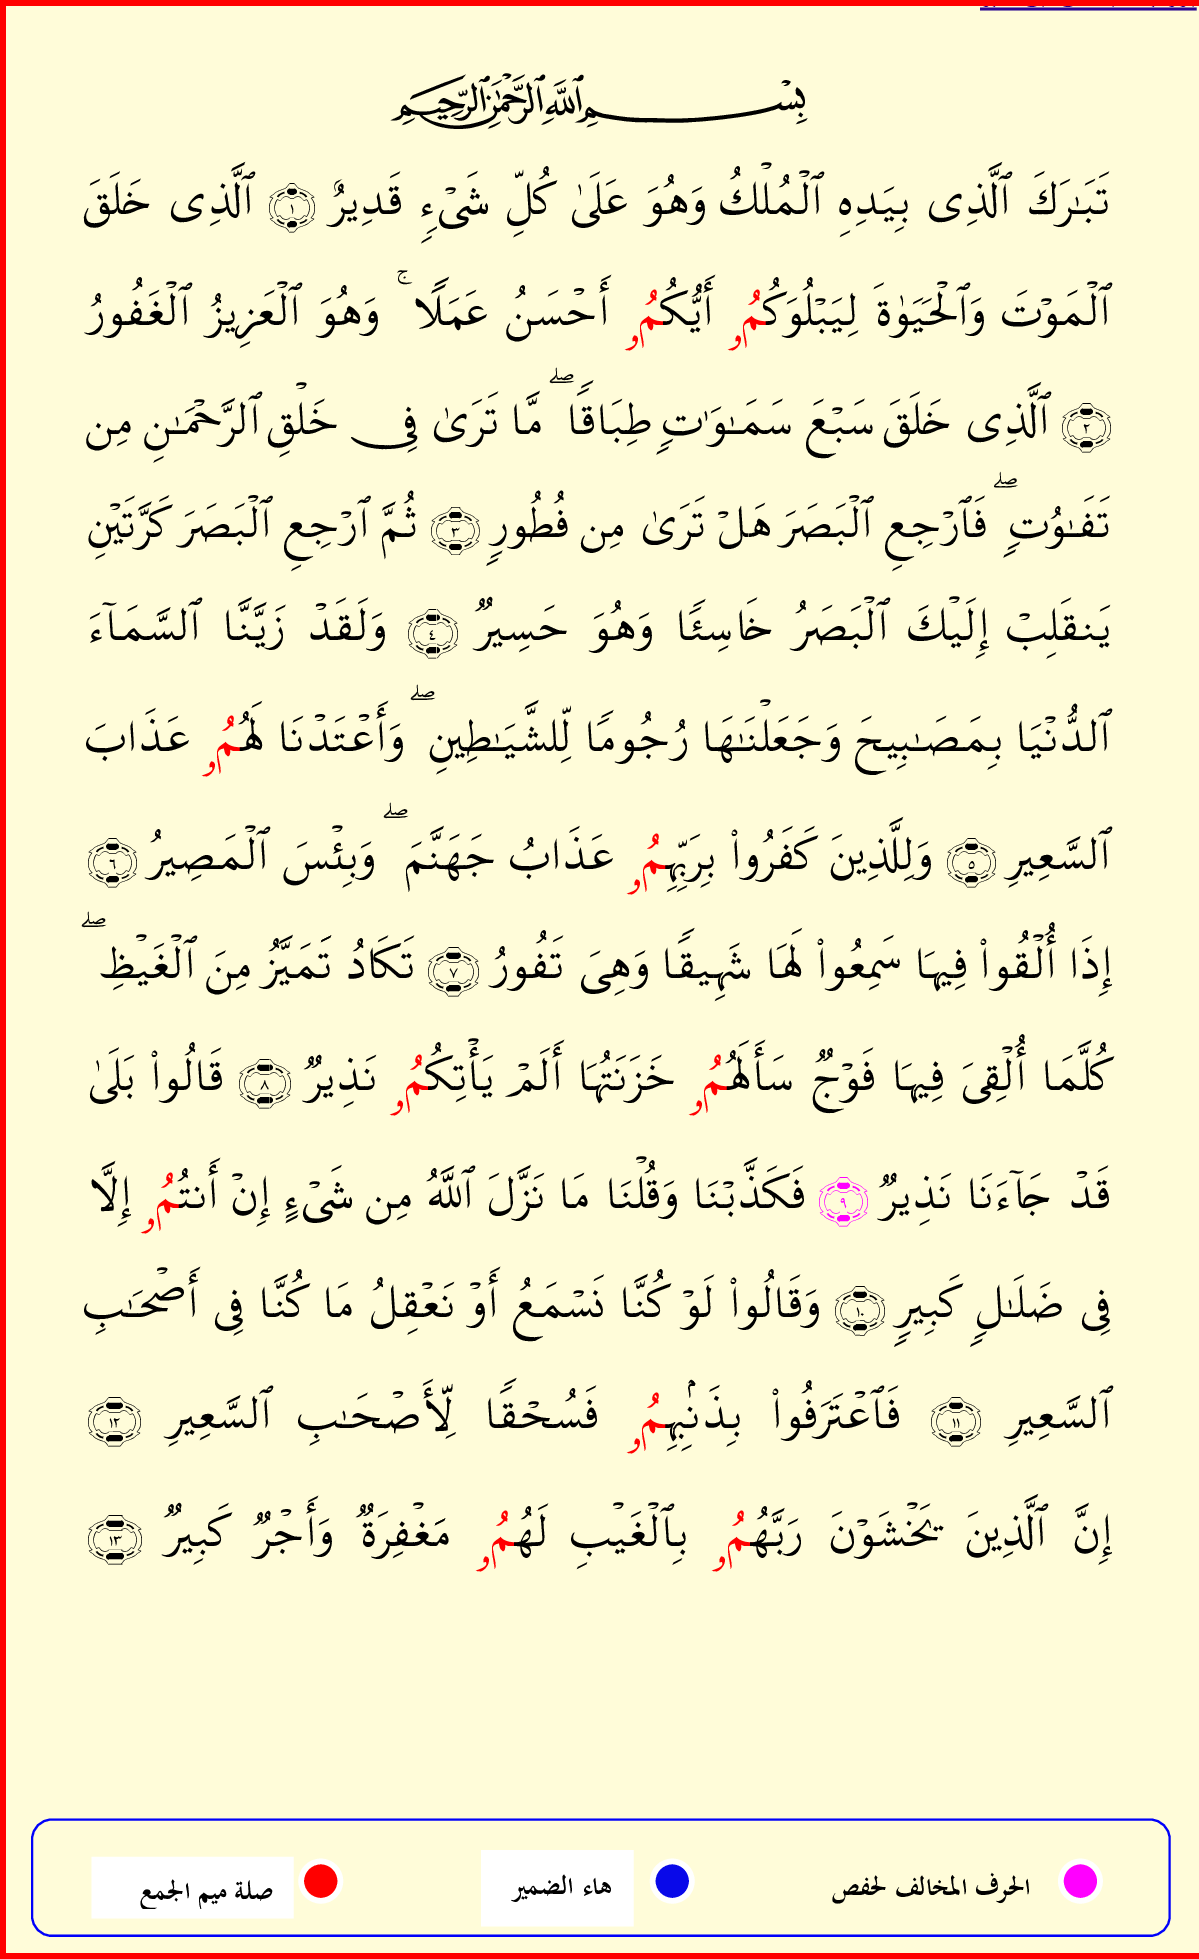 بِسْمِ ٱللَّهِ ٱلرَّحْمَٰنِ ٱلرَّحِيمِ
تَبَٰرَكَ ٱلَّذِى بِيَدِهِ ٱلْمُلْكُ وَهُوَ عَلَىٰ كُلِّ شَىْءٍ قَدِيرٌ ١ ٱلَّذِى خَلَقَ
ٱلْمَوْتَ وَٱلْحَيَوٰةَ لِيَبْلُوَكُمُۥ أَيُّكُمُۥ أَحْسَنُ عَمَلًا ۚ وَهُوَ ٱلْعَزِيزُ ٱلْغَفُورُ
٢ ٱلَّذِى خَلَقَ سَبْعَ سَمَٰوَٰتٍ طِبَاقًا ۖ مَّا تَرَىٰ فِى خَلْقِ ٱلرَّحْمَٰنِ مِن
تَفَٰوُتٍ ۖ فَٱرْجِعِ ٱلْبَصَرَ هَلْ تَرَىٰ مِن فُطُورٍ ٣ ثُمَّ ٱرْجِعِ ٱلْبَصَرَ كَرَّتَيْنِ
يَنقَلِبْ إِلَيْكَ ٱلْبَصَرُ خَاسِئًا وَهُوَ حَسِيرٌ ٤ وَلَقَدْ زَيَّنَّا ٱلسَّمَآءَ
ٱلدُّنْيَا بِمَصَٰبِيحَ وَجَعَلْنَٰهَا رُجُومًا لِّلشَّيَٰطِينِ ۖ وَأَعْتَدْنَا لَهُمُۥ عَذَابَ
ٱلسَّعِيرِ ٥ وَلِلَّذِينَ كَفَرُوا۟ بِرَبِّهِمُۥ عَذَابُ جَهَنَّمَ ۖ وَبِئْسَ ٱلْمَصِيرُ ٦
إِذَا أُلْقُوا۟ فِيهَا سَمِعُوا۟ لَهَا شَهِيقًا وَهِىَ تَفُورُ ٧ تَكَادُ تَمَيَّزُ مِنَ ٱلْغَيْظِ ۖ
كُلَّمَا أُلْقِىَ فِيهَا فَوْجٌ سَأَلَهُمُۥ خَزَنَتُهَا أَلَمْ يَأْتِكُمُۥ نَذِيرٌ ٨ قَالُوا۟ بَلَىٰ
قَدْ جَآءَنَا نَذِيرٌ ٩ فَكَذَّبْنَا وَقُلْنَا مَا نَزَّلَ ٱللَّهُ مِن شَىْءٍ إِنْ أَنتُمُۥ إِلَّا
فِى ضَلَٰلٍ كَبِيرٍ ١٠ وَقَالُوا۟ لَوْ كُنَّا نَسْمَعُ أَوْ نَعْقِلُ مَا كُنَّا فِى أَصْحَٰبِ
ٱلسَّعِيرِ ١١ فَٱعْتَرَفُوا۟ بِذَنۢبِهِمُۥ فَسُحْقًا لِّأَصْحَٰبِ ٱلسَّعِيرِ ١٢
إِنَّ ٱلَّذِينَ يَخْشَوْنَ رَبَّهُمُۥ بِٱلْغَيْبِ لَهُمُۥ مَغْفِرَةٌ وَأَجْرٌ كَبِيرٌ ١٣
الحرف المخالف لحفص هاء الضمير صلة ميم الجمع